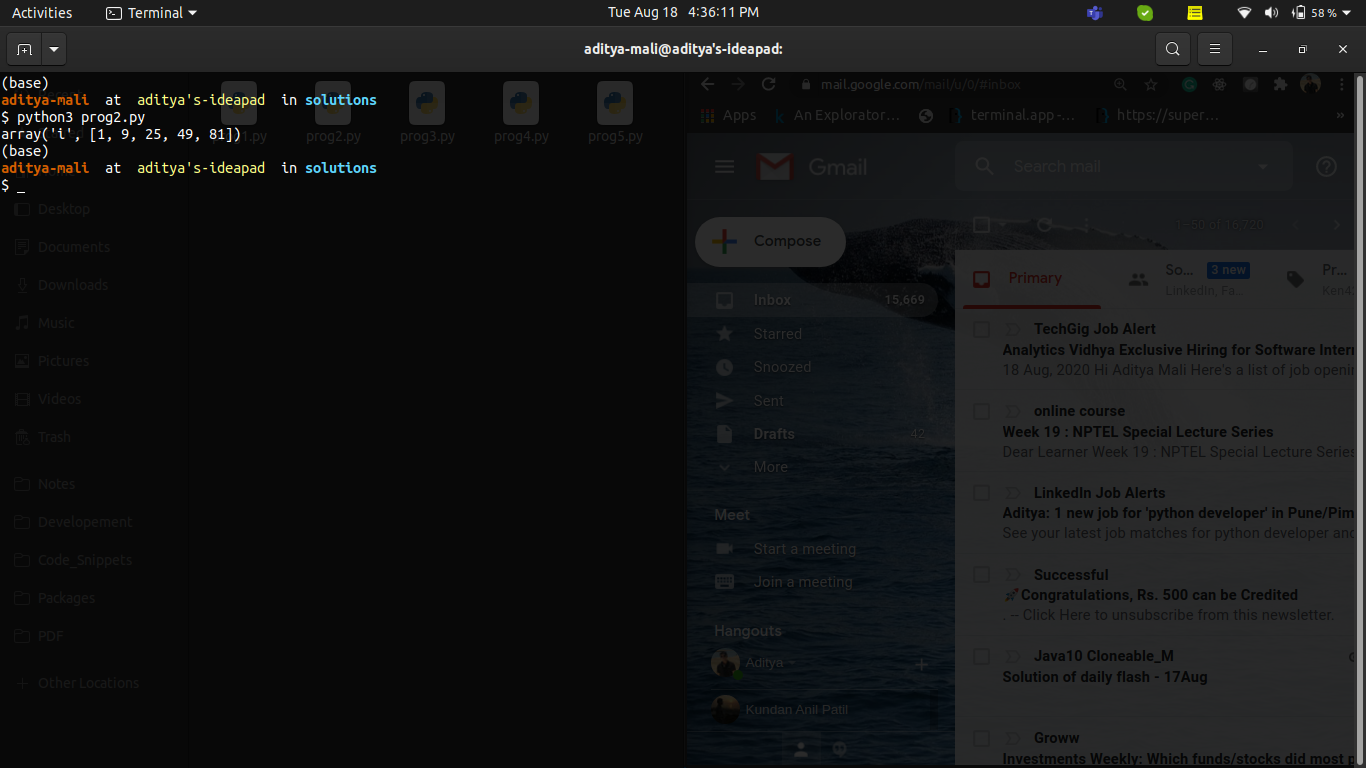 Activities Terminal Tue Aug 18 4:36:11 PM 58 %
aditya-mali@aditya's-ideapad:
(base)
aditya-mali at aditya's-ideapad in solutions
$ python3 prog2.py
array('i', [1, 9, 25, 49, 81])
(base)
aditya-mali at aditya's-ideapad in solutions
$ _
prog2.py prog3.py prog4.py prog5.py
Desktop
Documents
Downloads
Music
Pictures
Videos
Trash
Notes
Developement
Code_Snippets
Packages
PDF
+ Other Locations
mail.google.com/mail/u/0/#inbox
Apps An Explorator... terminal.app -... https://super... »
Gmail Search mail
Compose
1–50 of 16,720
Inbox 15,669
Starred
Snoozed
Sent
Drafts 42
More
Meet
Start a meeting
Join a meeting
Hangouts
Aditya
Kundan Anil Patil
Primary
So... 3 new
LinkedIn, Fa...
Pr...
TechGig Job Alert
Analytics Vidhya Exclusive Hiring for Software Intern
18 Aug, 2020 Hi Aditya Mali Here's a list of job openin
online course
Week 19 : NPTEL Special Lecture Series
Dear Learner Week 19 : NPTEL Special Lecture Series
LinkedIn Job Alerts
Aditya: 1 new job for 'python developer' in Pune/Pim
See your latest job matches for python developer and
Successful
🚀Congratulations, Rs. 500 can be Credited
. – Click Here to unsubscribe from this newsletter.
Java10 Cloneable_M
Solution of daily flash - 17Aug
Groww
Investments Weekly: Which funds/stocks did most p